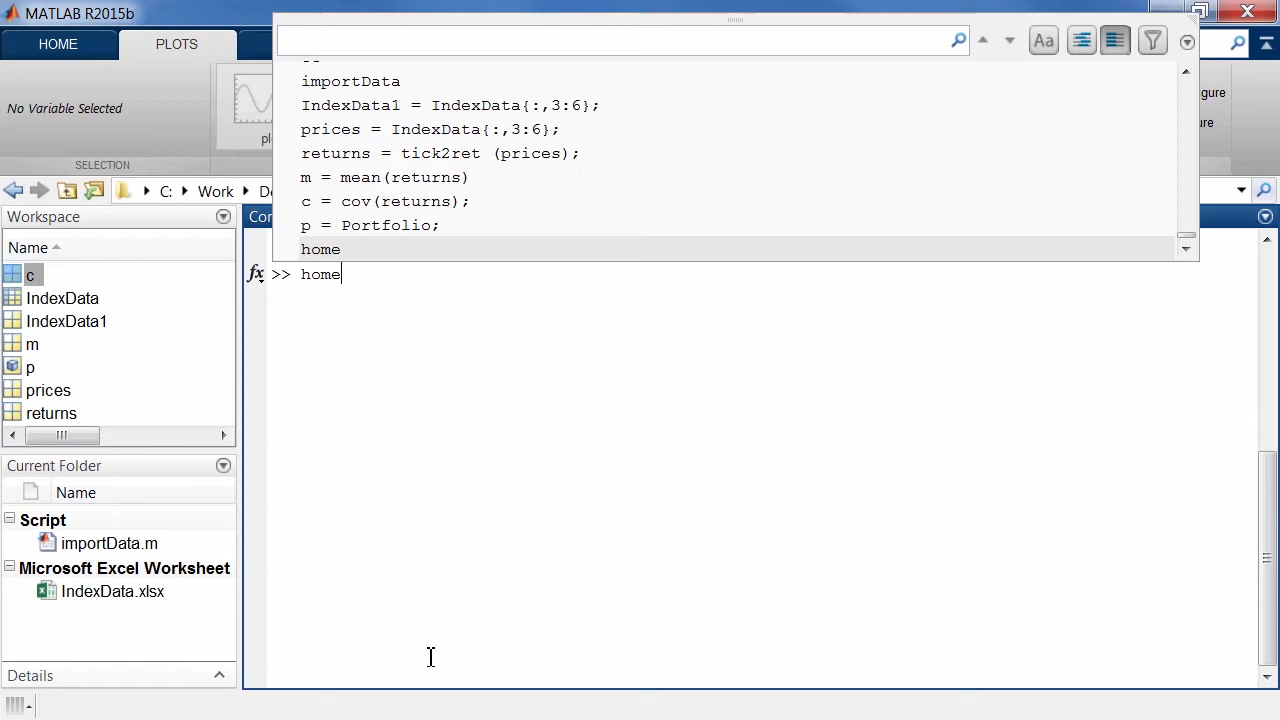 MATLAB R2015b
HOME
PLOTS
Aa
No Variable Selected
SELECTION
importData
IndexData1 = IndexData{:,3:6};
prices = IndexData{:,3:6};
returns = tick2ret (prices);
m = mean(returns)
c = cov(returns);
p = Portfolio;
home
fx >> home
C:
Work
Workspace
Name
c
IndexData
IndexData1
m
p
prices
returns
Current Folder
Name
Script
importData.m
Microsoft Excel Worksheet
IndexData.xlsx
Details